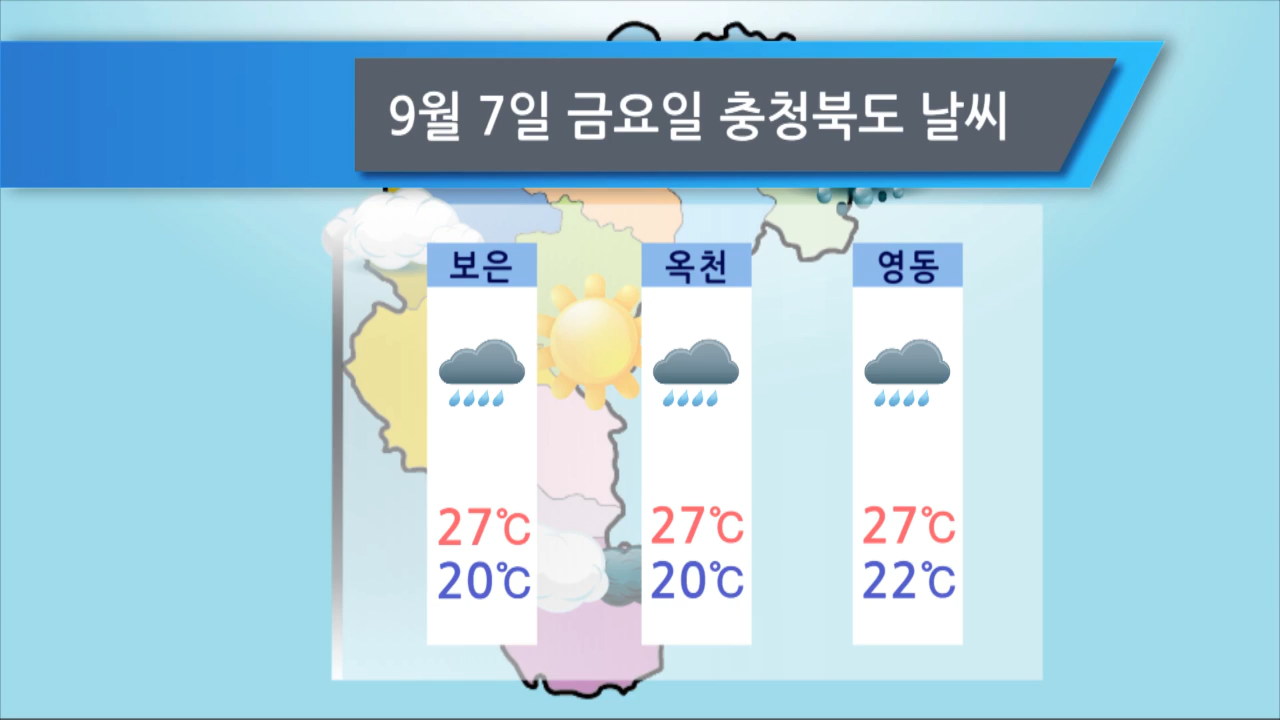 9월 7일 금요일 충청북도 날씨
보은 옥천 영동
27℃ 27℃ 27℃
20℃ 20℃ 22℃